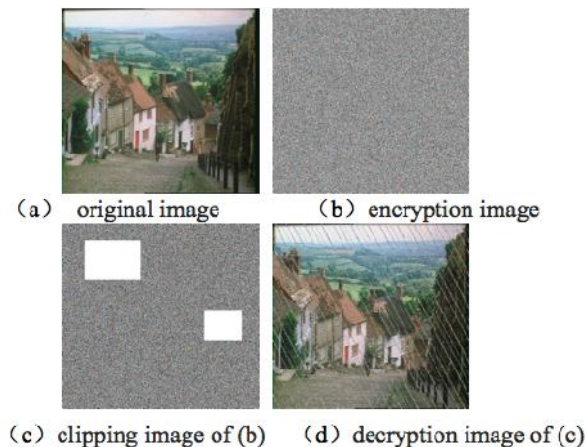 （a） original image
（b） encryption image
（c） clipping image of (b)
（d） decryption image of (c)